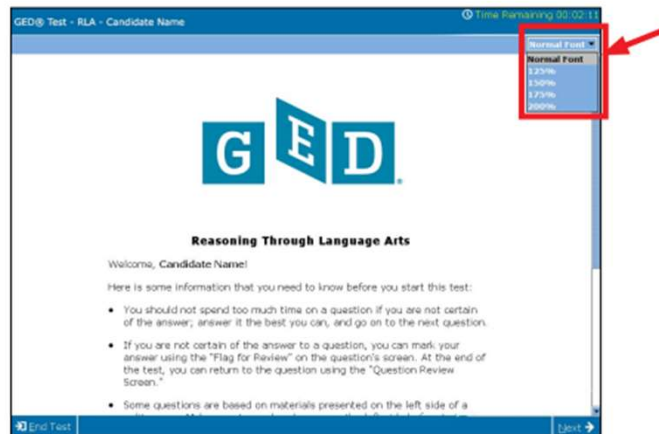 GED® Test - RLA - Candidate Name
Time Remaining 00:02:11
Normal Font
Normal Font
125%
150%
175%
200%
GED
Reasoning Through Language Arts
Welcome, Candidate Name!
Here is some information that you need to know before you start this test:
• You should not spend too much time on a question if you are not certain
of the answer; answer it the best you can, and go on to the next question.
• If you are not certain of the answer to a question, you can mark your
answer using the "Flag for Review" on the question's screen. At the end of
the test, you can return to the question using the "Question Review
Screen."
• Some questions are based on materials presented on the left side of a
End Test
Next